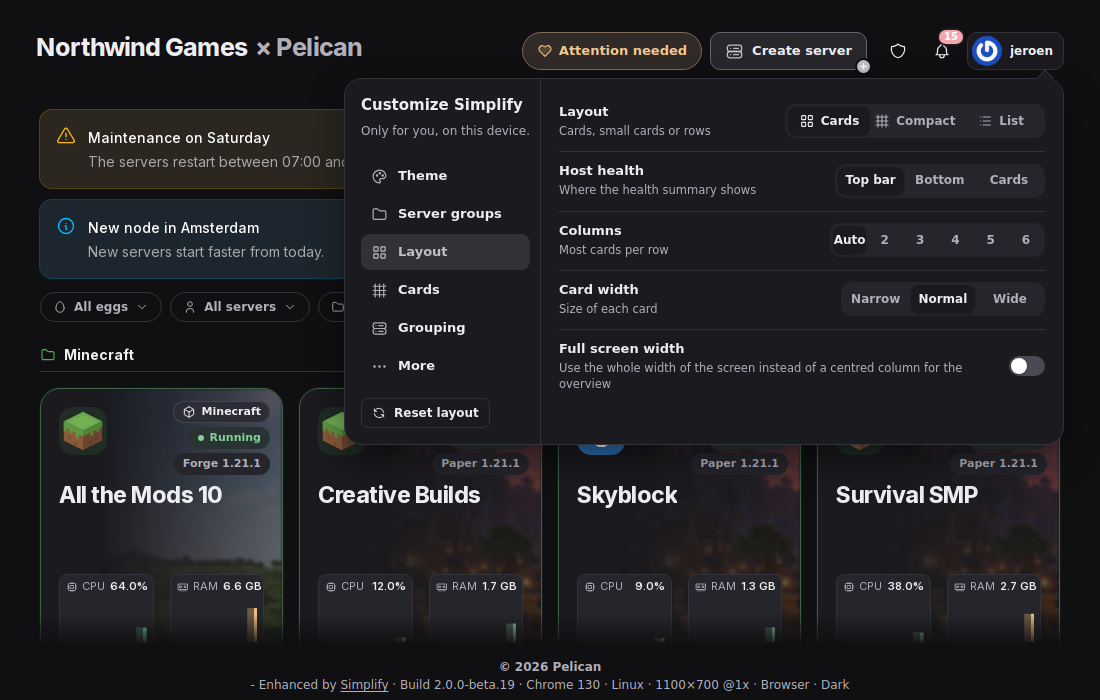 Northwind Games × Pelican
Attention needed
Create server
15
jeroen
Maintenance on Saturday
The servers restart between 07:00 and
New node in Amsterdam
New servers start faster from today.
All eggs
All servers
Minecraft
Customize Simplify
Only for you, on this device.
Theme
Server groups
Layout
Cards
Grouping
More
Reset layout
Layout
Cards, small cards or rows
Cards
Compact
List
Host health
Where the health summary shows
Top bar
Bottom
Cards
Columns
Most cards per row
Auto 2 3 4 5 6
Card width
Size of each card
Narrow
Normal
Wide
Full screen width
Use the whole width of the screen instead of a centred column for the
overview
Minecraft
Running
Forge 1.21.1
All the Mods 10
CPU 64.0%
RAM 6.6 GB
Paper 1.21.1
Creative Builds
CPU 12.0%
RAM 1.7 GB
Paper 1.21.1
Skyblock
CPU 9.0%
RAM 1.3 GB
Paper 1.21.1
Survival SMP
CPU 38.0%
RAM 2.7 GB
© 2026 Pelican
- Enhanced by Simplify · Build 2.0.0-beta.19 · Chrome 130 · Linux · 1100×700 @1x · Browser · Dark